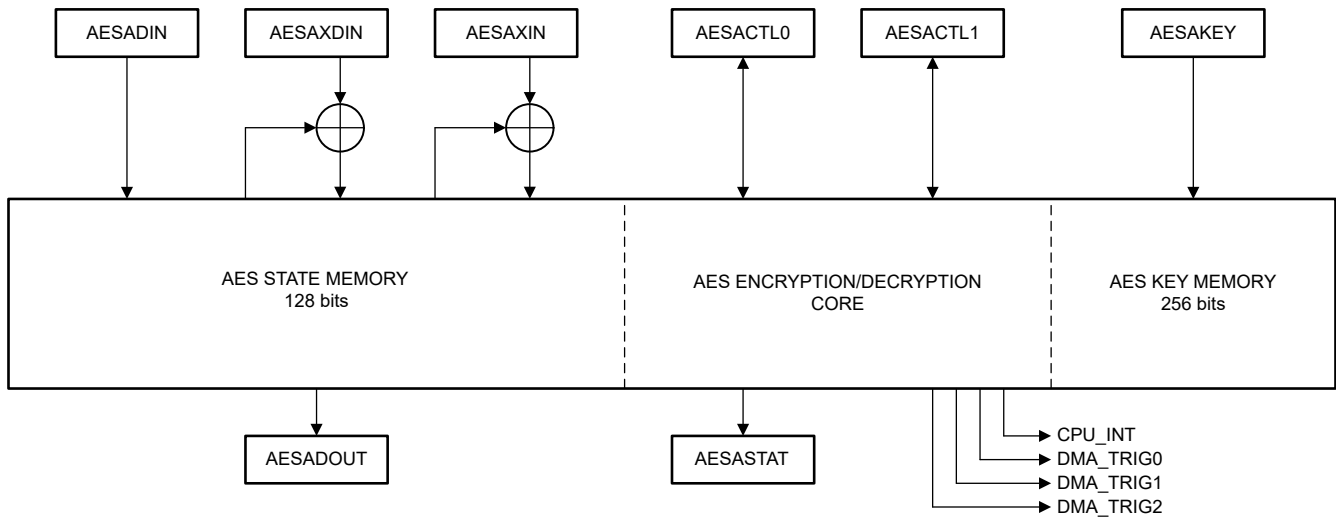 AESADIN
AESAXDIN
AESAXIN
AESACTL0
AESACTL1
AESAKEY
AES STATE MEMORY
128 bits
AES ENCRYPTION/DECRYPTION
CORE
AES KEY MEMORY
256 bits
AESADOUT
AESASTAT
CPU_INT
DMA_TRIG0
DMA_TRIG1
DMA_TRIG2